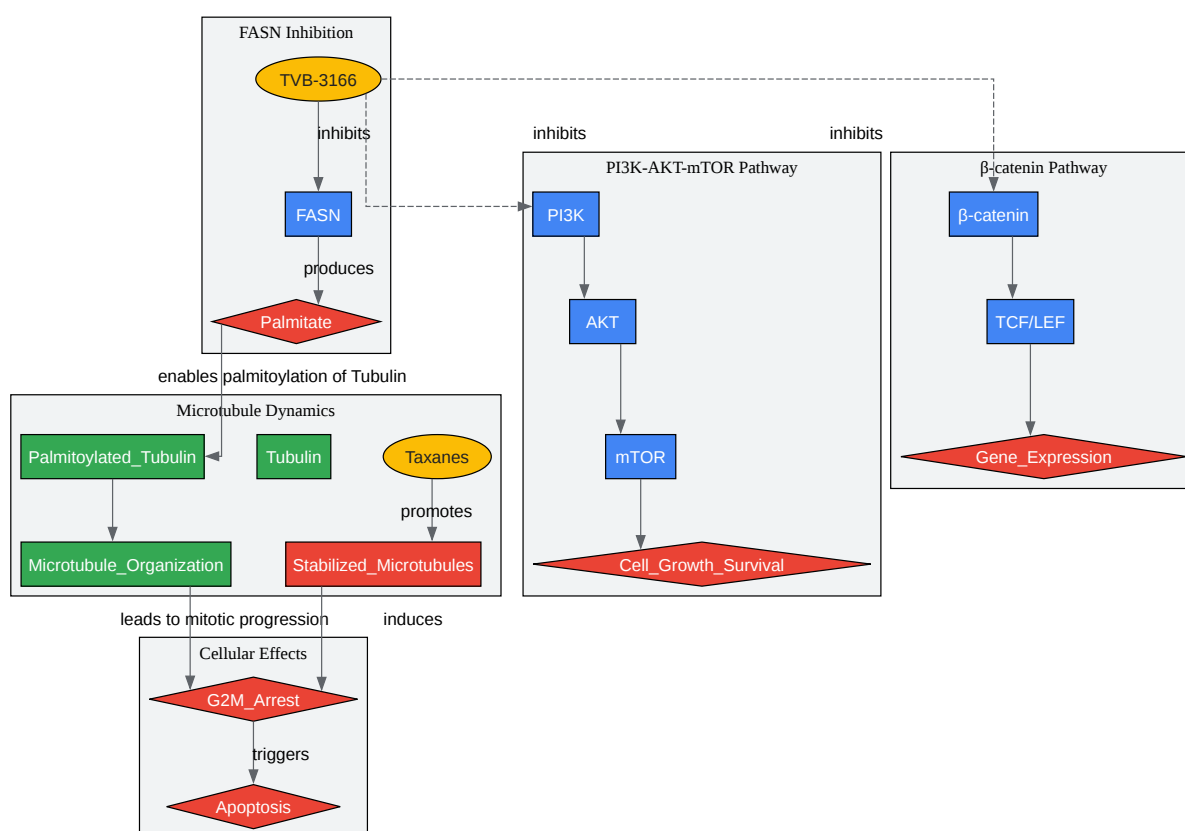 FASN Inhibition
TVB-3166
inhibits
inhibits
inhibits
PI3K-AKT-mTOR Pathway
β-catenin Pathway
FASN
PI3K
β-catenin
produces
Palmitate
AKT
TCF/LEF
enables palmitoylation of Tubulin
Microtubule Dynamics
Palmitoylated_Tubulin
Tubulin
Taxanes
mTOR
Gene_Expression
promotes
Microtubule_Organization
Stabilized_Microtubules
Cell_Growth_Survival
leads to mitotic progression
induces
Cellular Effects
G2M_Arrest
triggers
Apoptosis